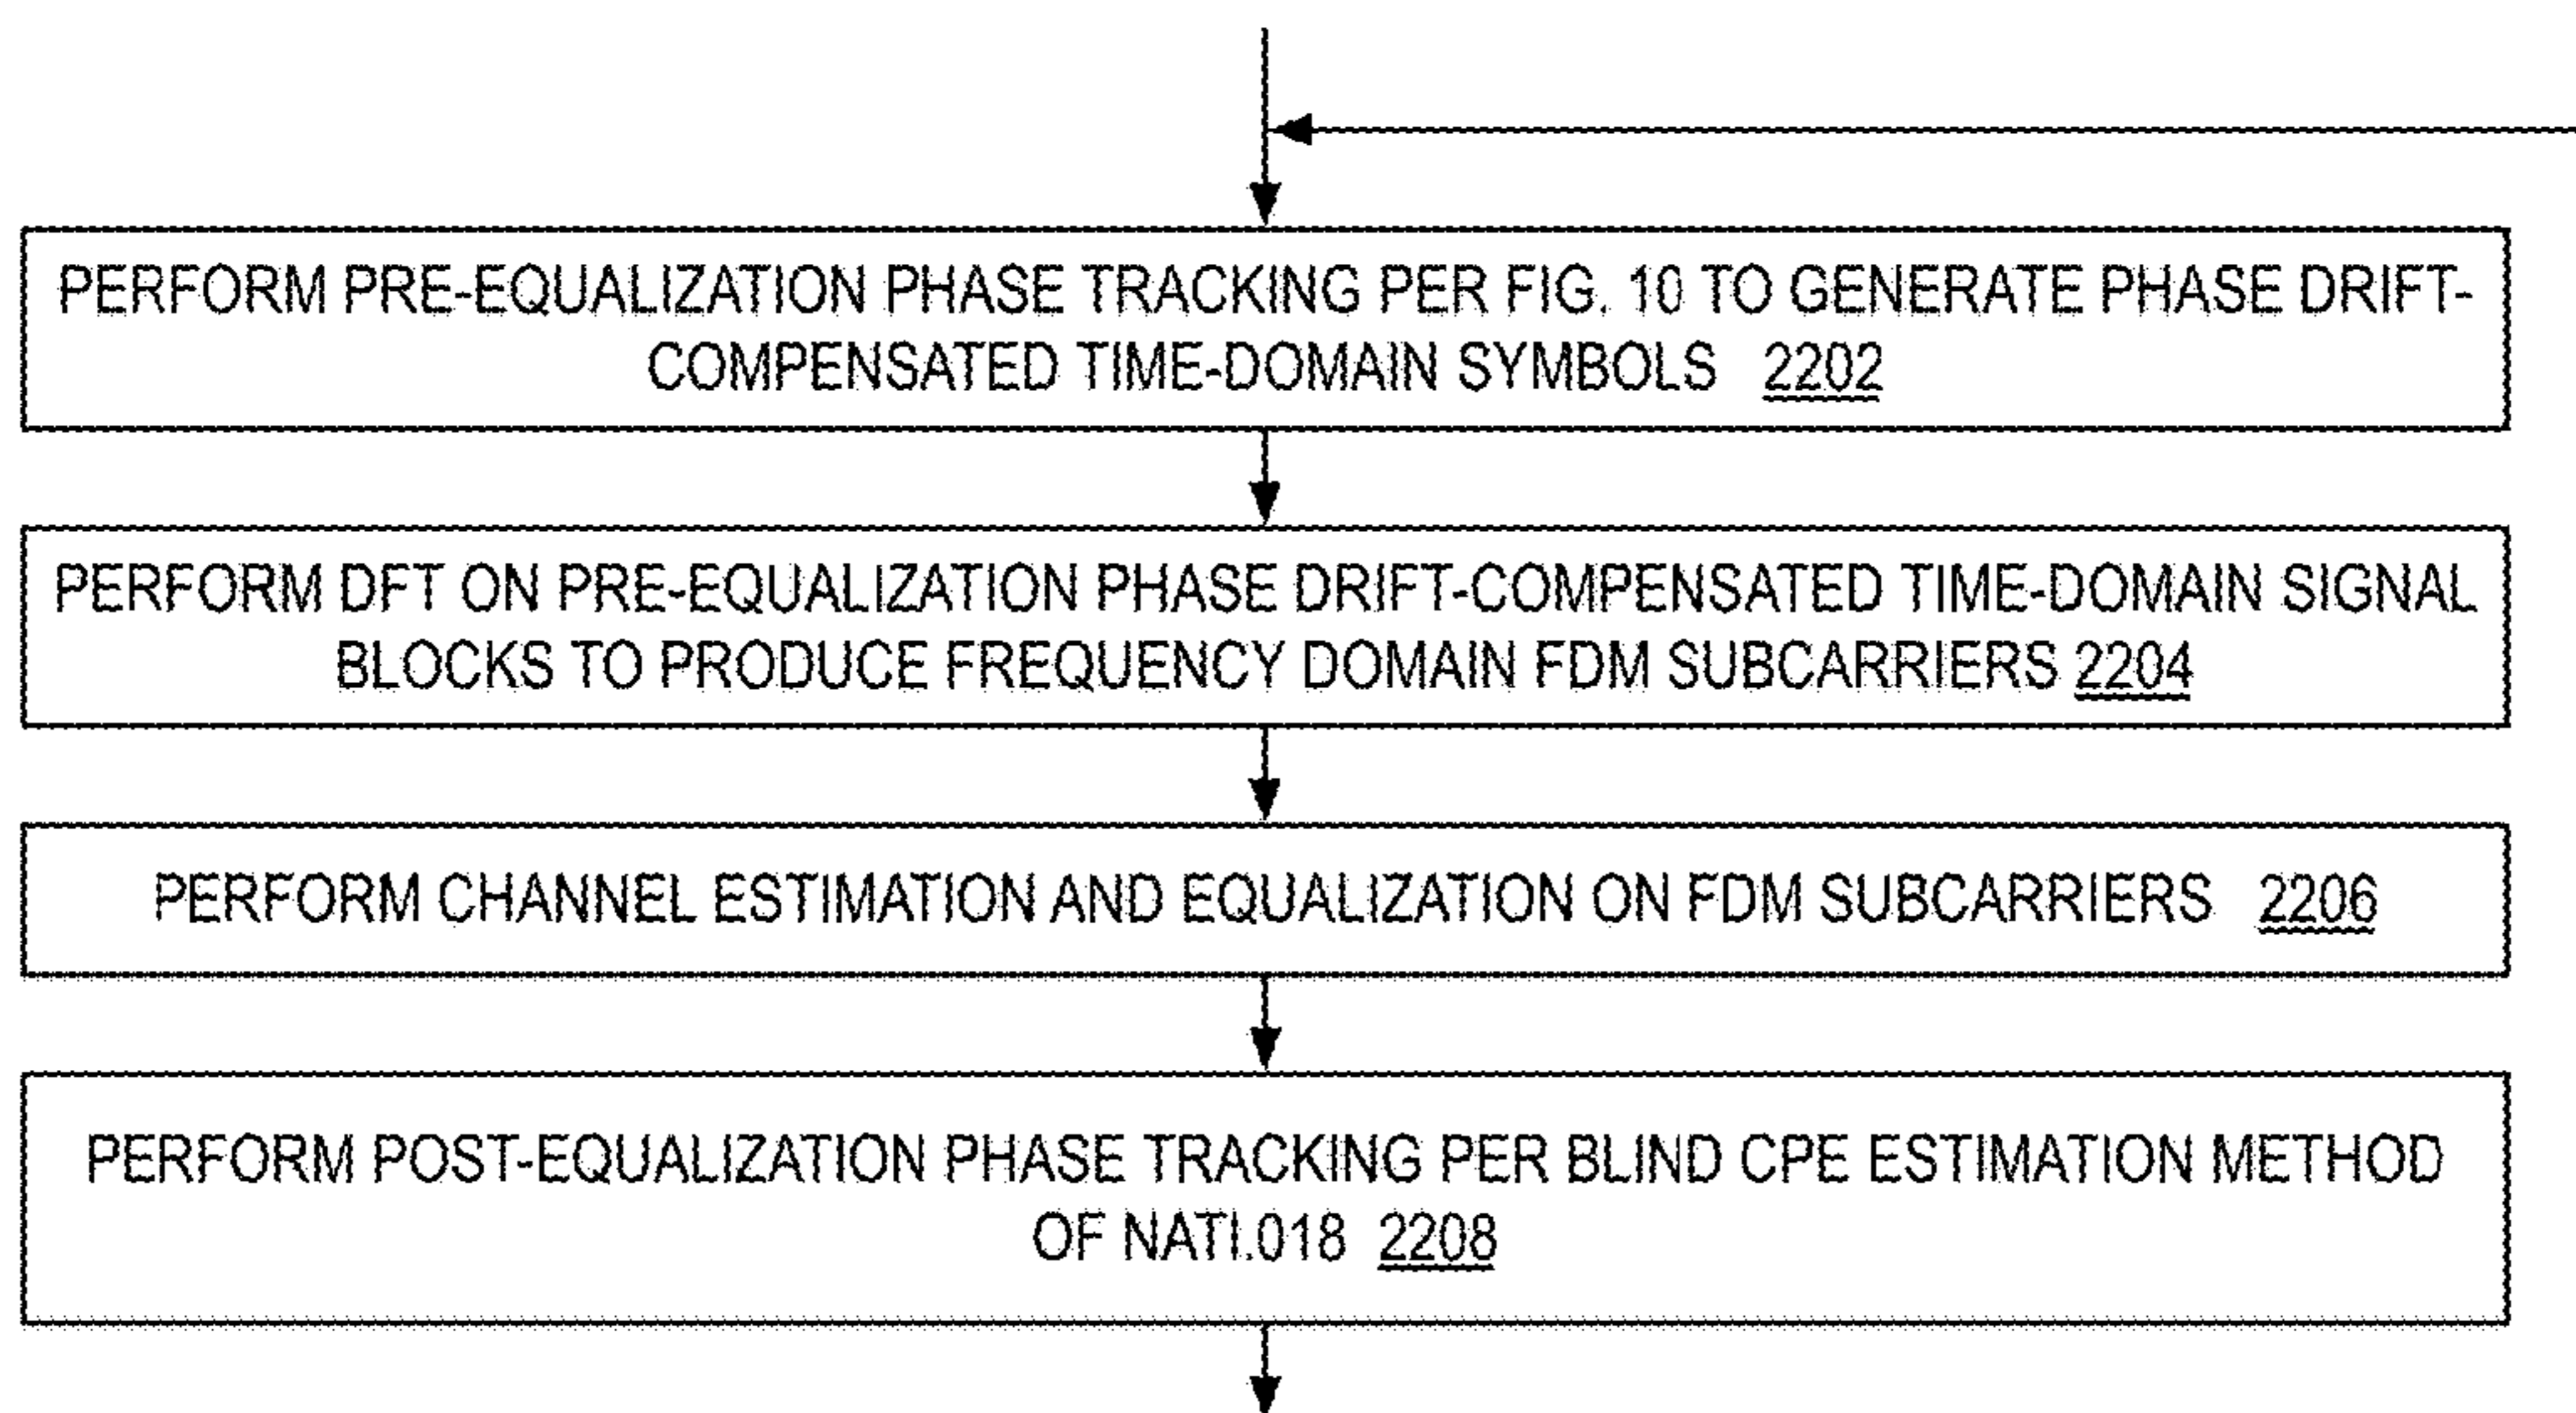 PERFORM PRE-EQUALIZATION PHASE TRACKING PER FIG. 10 TO GENERATE PHASE DRIFT-
COMPENSATED TIME-DOMAIN SYMBOLS 2202
PERFORM DFT ON PRE-EQUALIZATION PHASE DRIFT-COMPENSATED TIME-DOMAIN SIGNAL
BLOCKS TO PRODUCE FREQUENCY DOMAIN FDM SUBCARRIERS 2204
PERFORM CHANNEL ESTIMATION AND EQUALIZATION ON FDM SUBCARRIERS 2206
PERFORM POST-EQUALIZATION PHASE TRACKING PER BLIND CPE ESTIMATION METHOD
OF NATI.018 2208